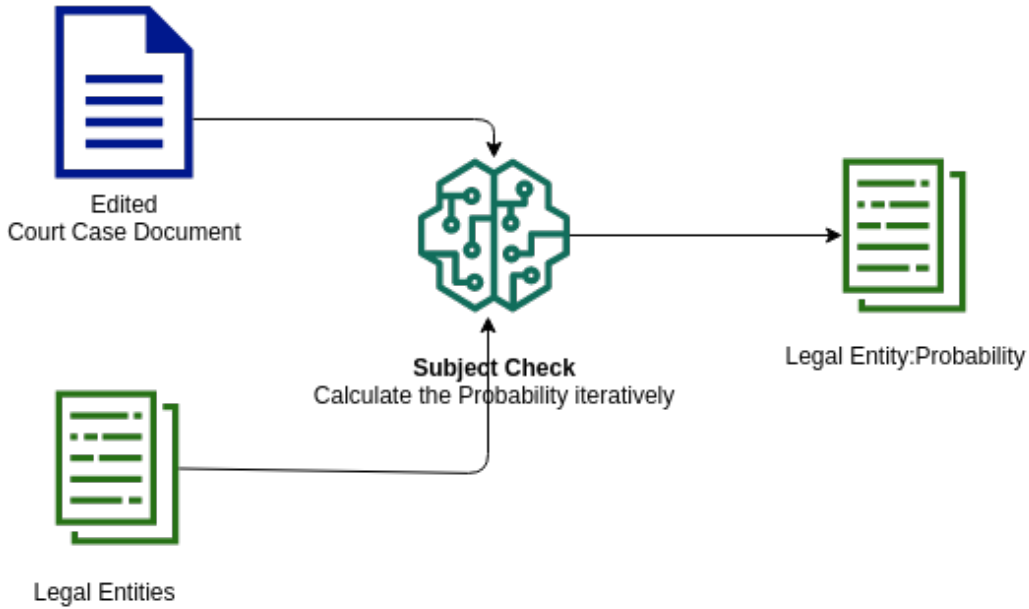 Edited
Court Case Document
Subject Check
Calculate the Probability iteratively
Legal Entity:Probability
Legal Entities